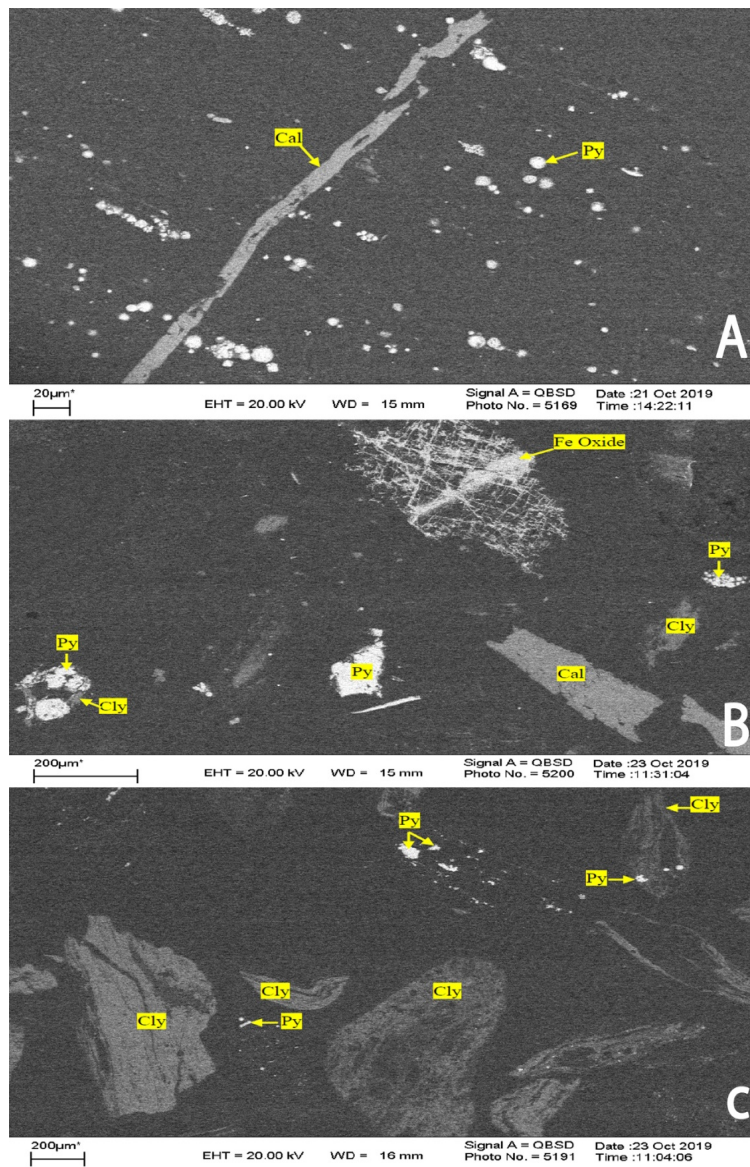 Cal
Py
A
20µm*
EHT = 20.00 kV WD = 15 mm
Signal A = QBSD Date :21 Oct 2019
Photo No. = 5169 Time :14:22:11
Fe Oxide
Py
Py
Cly
Py
Cal
Cly
B
200µm*
EHT = 20.00 kV WD = 15 mm
Signal A = QBSD Date :23 Oct 2019
Photo No. = 5200 Time :11:31:04
Cly
Py
Py
Cly
Cly
Cly
Py
C
200µm*
EHT = 20.00 kV WD = 16 mm
Signal A = QBSD Date :23 Oct 2019
Photo No. = 5191 Time :11:04:06